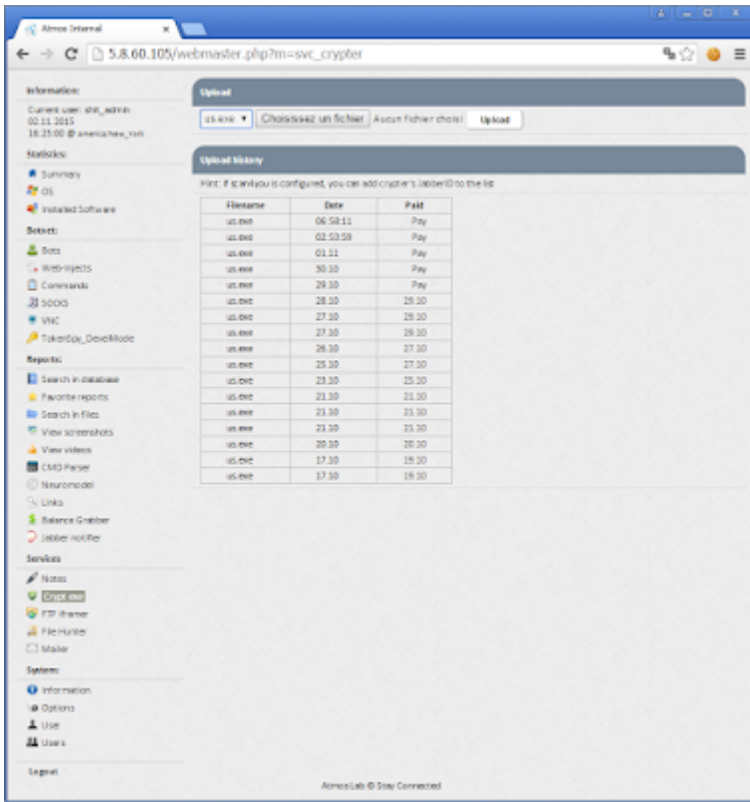 Atmos Internal
5.8.60.105/webmaster.php?m=svc_crypter
Information:
Current user: shit_admin
02.11.2015
16:25:00 @ america/new_york
Statistics:
Summary
OS
Installed Software
Botnet:
Bots
Web-Injects
Commands
SOCKS
VNC
TokenSpy_DevelMode
Reports:
Search in database
Favorite reports
Search in files
View screenshots
View videos
CMD Parser
Neuromodel
Links
Balance Grabber
Jabber notifier
Services
Notes
Crypt exe
FTP iframer
File Hunter
Mailer
System:
Information
Options
User
Users
Logout
Upload
us.exe Choisissez un fichier Aucun fichier choisi Upload
Upload history
Hint: if scan4you is configured, you can add crypter's JabberID to the list
Filename Date Paid
us.exe 06:58:11 Pay
us.exe 02:53:59 Pay
us.exe 01.11 Pay
us.exe 30.10 Pay
us.exe 29.10 Pay
us.exe 28.10 29.10
us.exe 27.10 29.10
us.exe 27.10 29.10
us.exe 26.10 27.10
us.exe 25.10 27.10
us.exe 23.10 25.10
us.exe 21.10 21.10
us.exe 21.10 21.10
us.exe 21.10 21.10
us.exe 20.10 20.10
us.exe 17.10 19.10
us.exe 17.10 19.10
Atmos Lab © Stay Connected